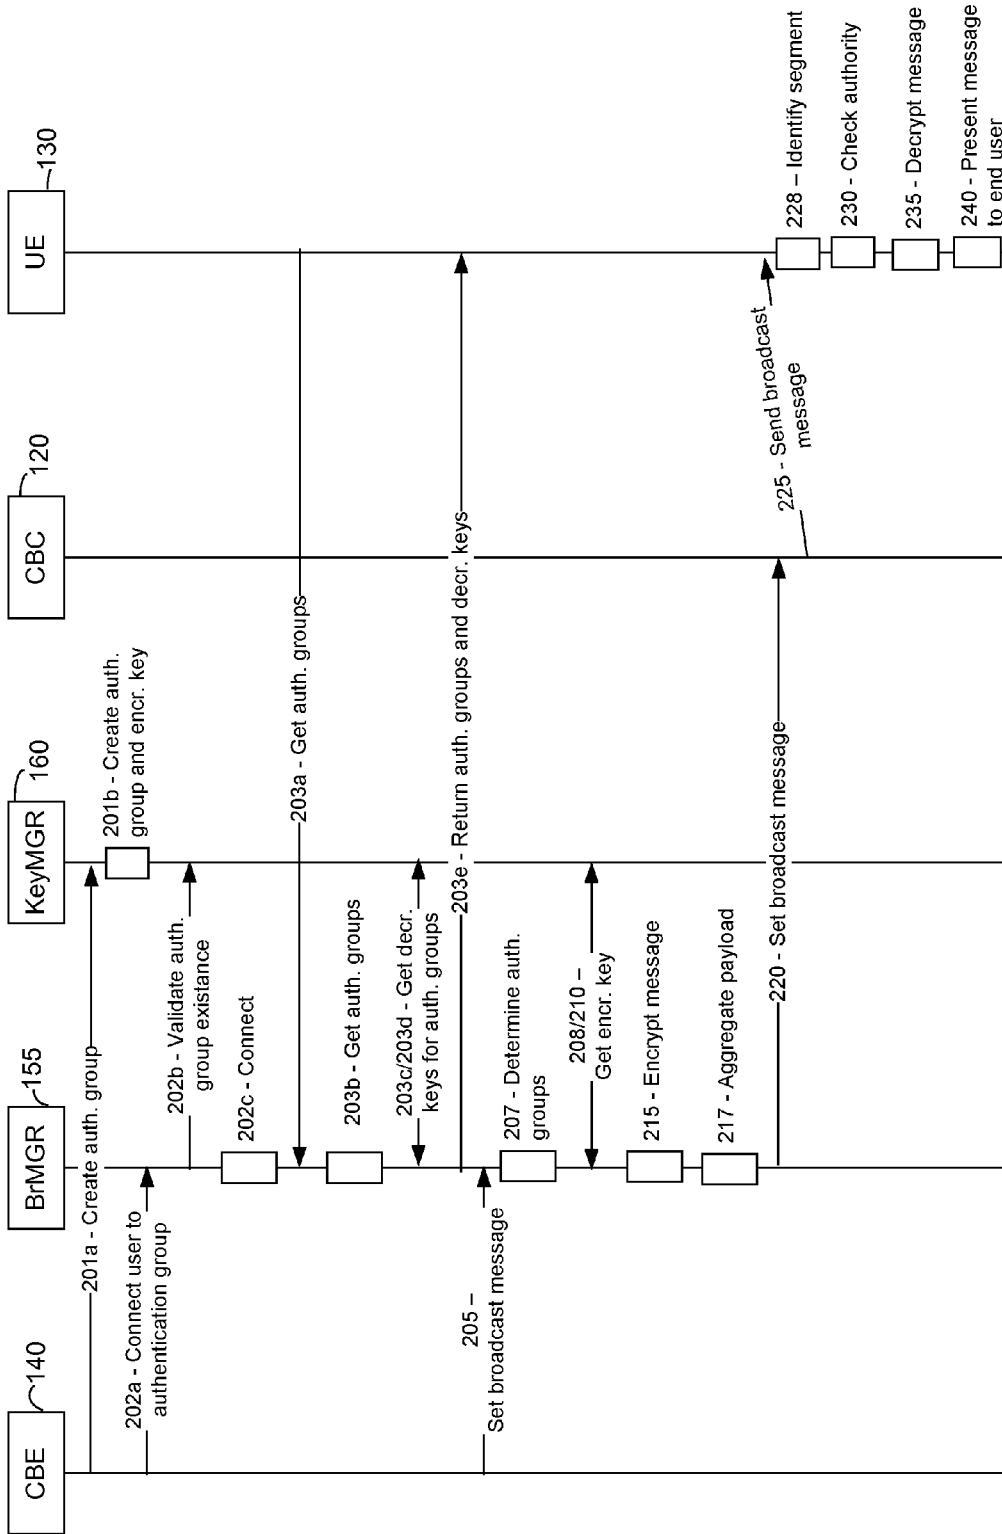 CBE
140
BrMGR
155
KeyMGR
160
CBC
120
UE
130
201a - Create auth. group
201b - Create auth.
group and encr. key
202a - Connect user to
authentication group
202b - Validate auth.
group existance
202c - Connect
203a - Get auth. groups
203b - Get auth. groups
203c/203d - Get decr.
keys for auth. groups
203e - Return auth. groups and decr. keys
205 –
Set broadcast message
207 - Determine auth.
groups
208/210 –
Get encr. key
215 - Encrypt message
217 - Aggregate payload
220 - Set broadcast message
225 - Send broadcast
message
228 – Identify segment
230 - Check authority
235 - Decrypt message
240 - Present message
to end user